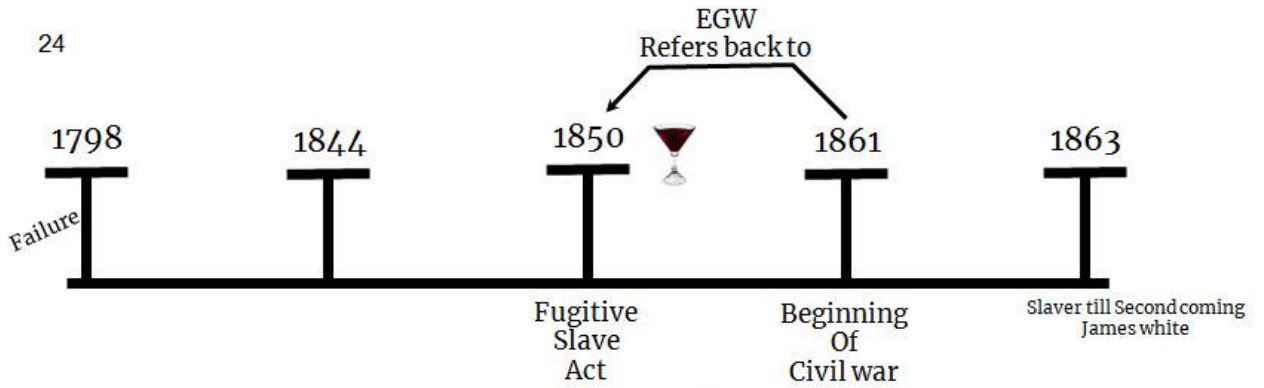 24
EGW
Refers back to
1798
1844
1850
1861
1863
Failure
Fugitive
Slave
Act
Beginning
Of
Civil war
Slaver till Second coming
James white